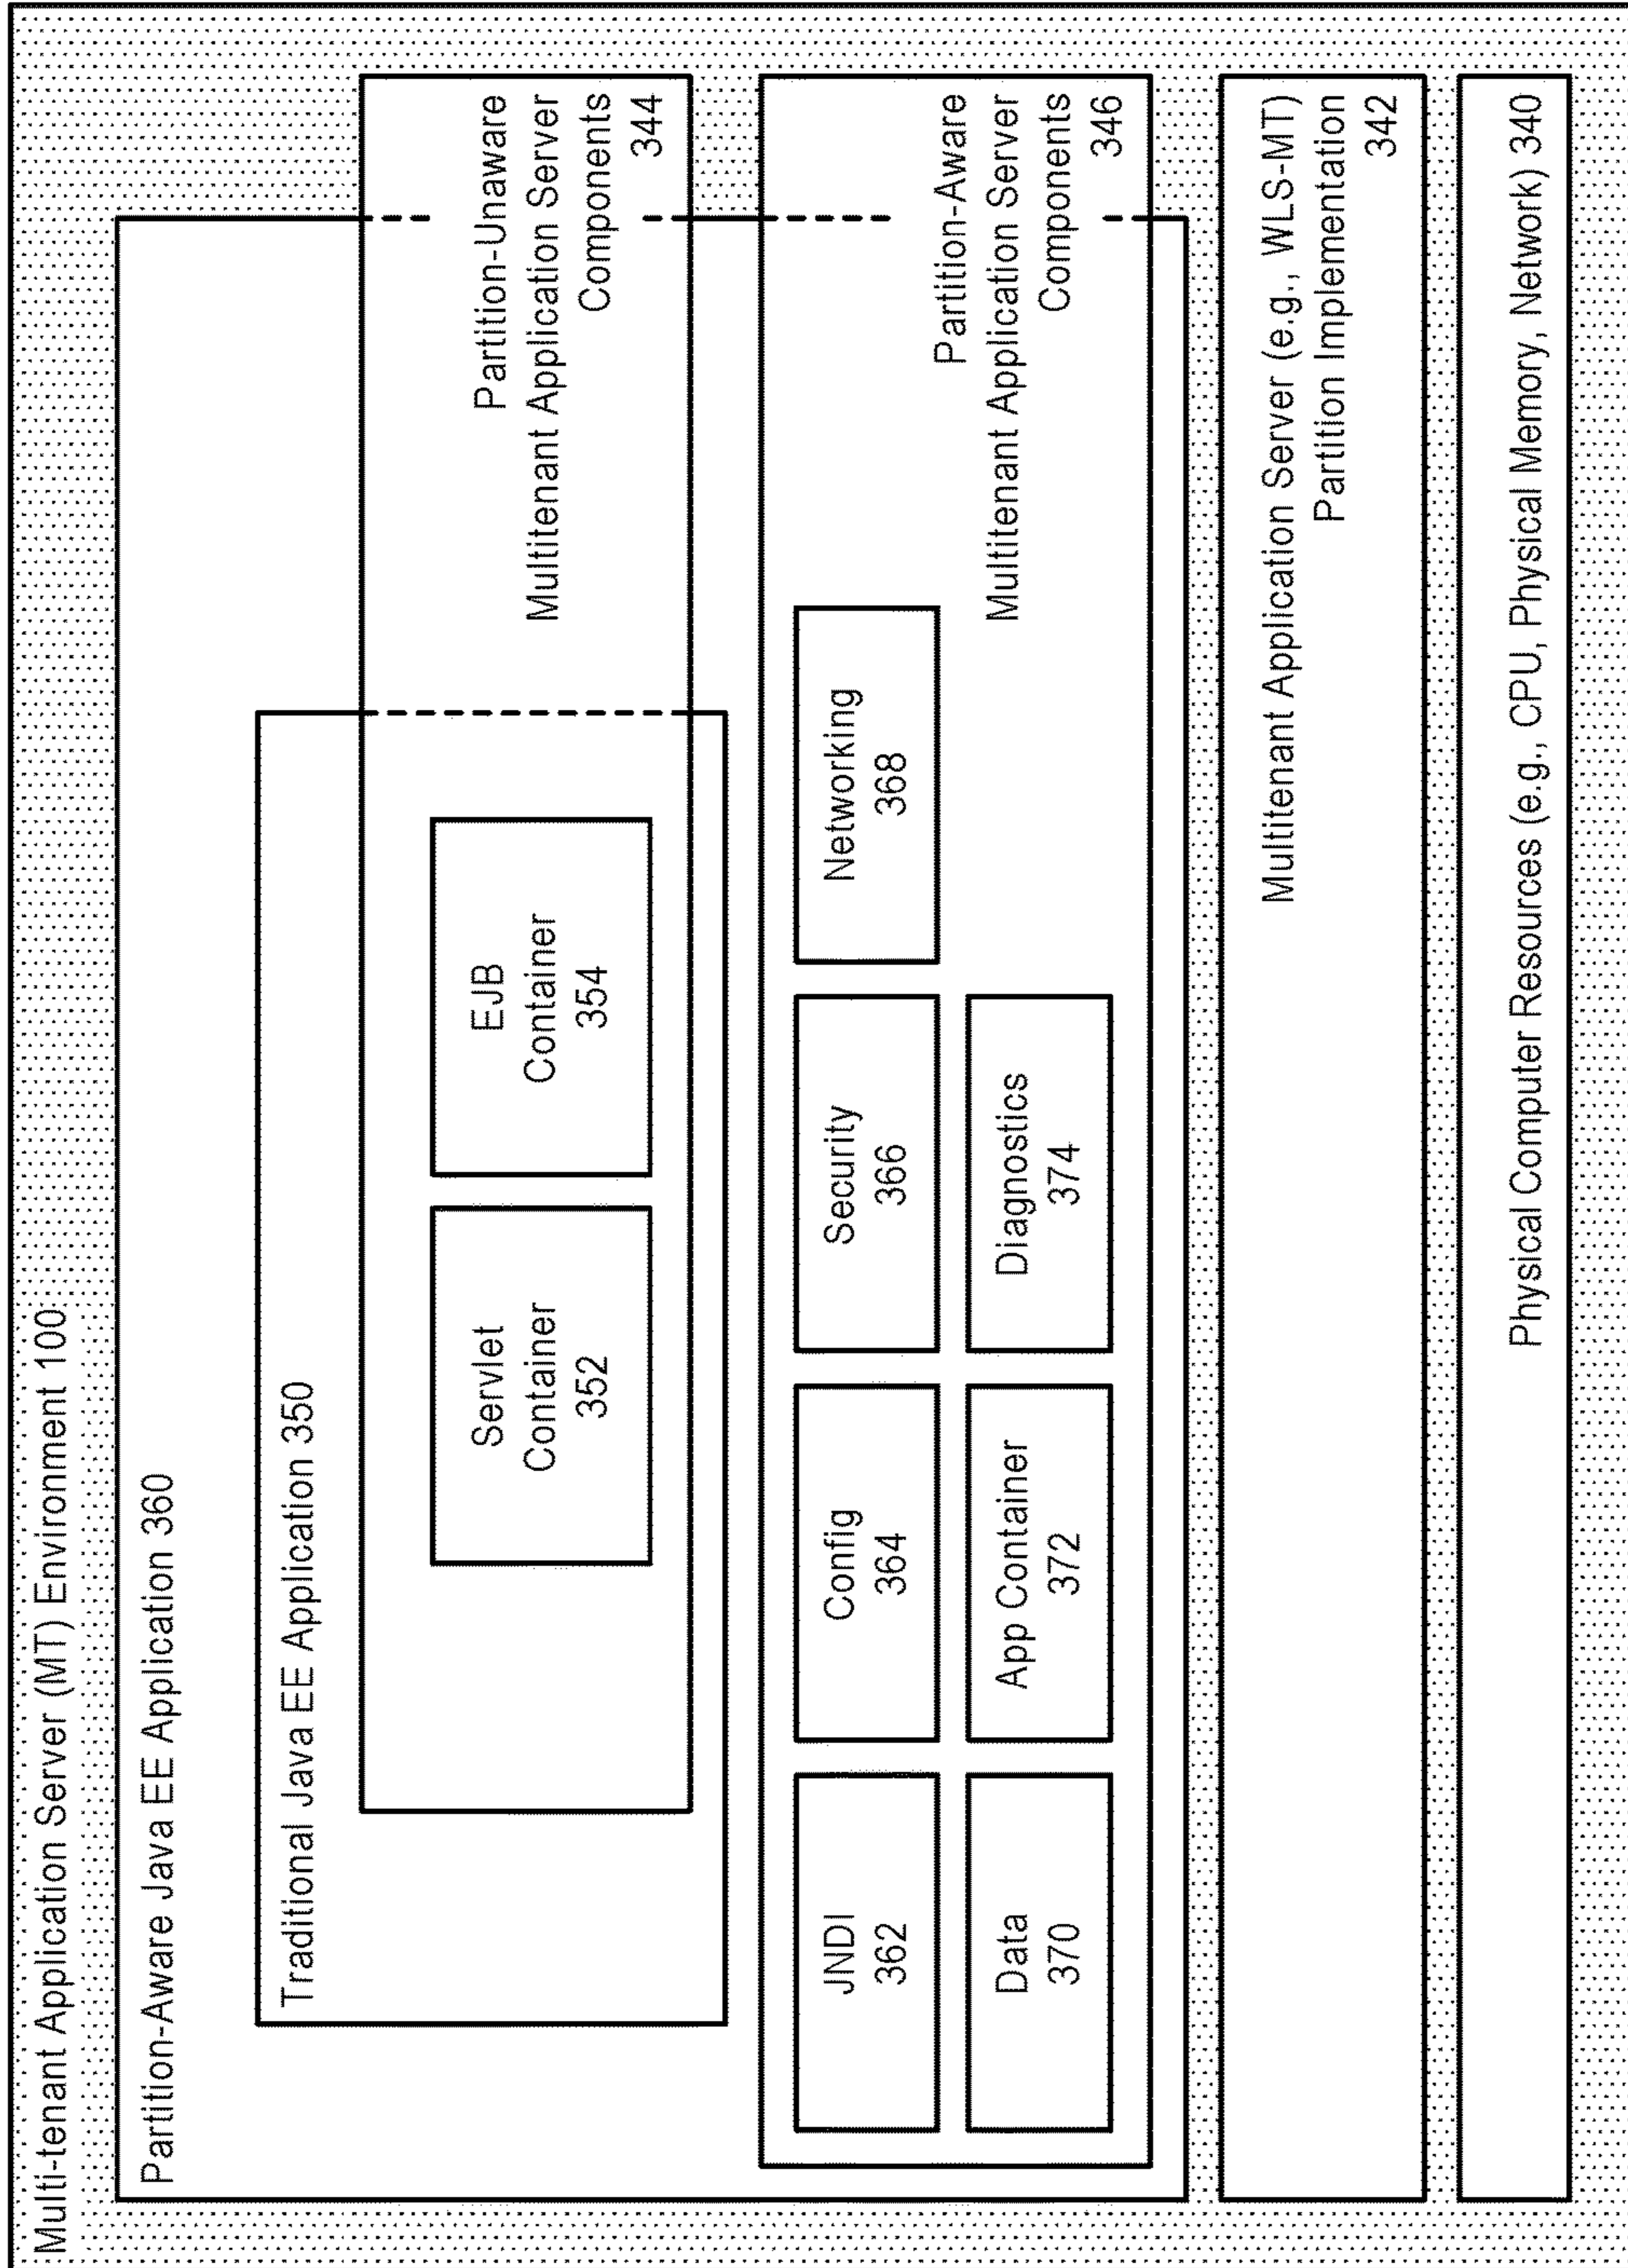 Multi-tenant Application Server (MT) Environment 100
Partition-Aware Java EE Application 360
Traditional Java EE Application 350
Servlet
Container
352
EJB
Container
354
Partition-Unaware
Multitenant Application Server
Components
344
JNDI
362
Config
364
Security
366
Networking
368
Data
370
App Container
372
Diagnostics
374
Partition-Aware
Multitenant Application Server
Components
346
Multitenant Application Server (e.g., WLS-MT)
Partition Implementation
342
Physical Computer Resources (e.g., CPU, Physical Memory, Network) 340